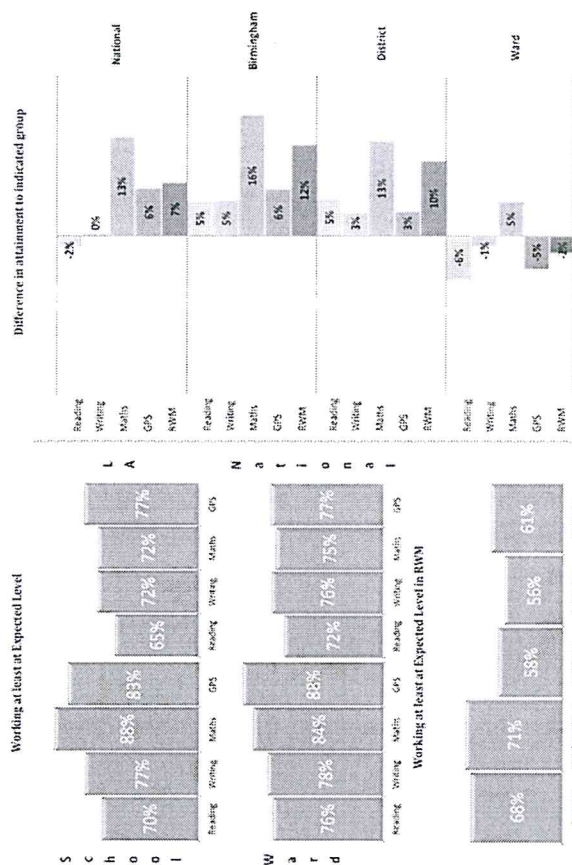 Working at least at Expected Level
School
70%
77%
88%
83%
Reading
Writing
Maths
GPS
LA
65%
72%
72%
77%
Reading
Writing
Maths
GPS
Ward
76%
78%
84%
88%
Reading
Writing
Maths
GPS
National
72%
76%
75%
77%
Reading
Writing
Maths
GPS
Working at least at Expected Level in RWM
68%
71%
58%
56%
61%
Difference in attainment to indicated group
Reading
-2%
Writing
0%
Maths
13%
GPS
6%
RWM
7%
National
Reading
5%
Writing
5%
Maths
16%
GPS
6%
RWM
12%
Birmingham
Reading
5%
Writing
3%
Maths
13%
GPS
3%
RWM
10%
District
Reading
-6%
Writing
-1%
Maths
5%
GPS
-5%
RWM
-2%
Ward